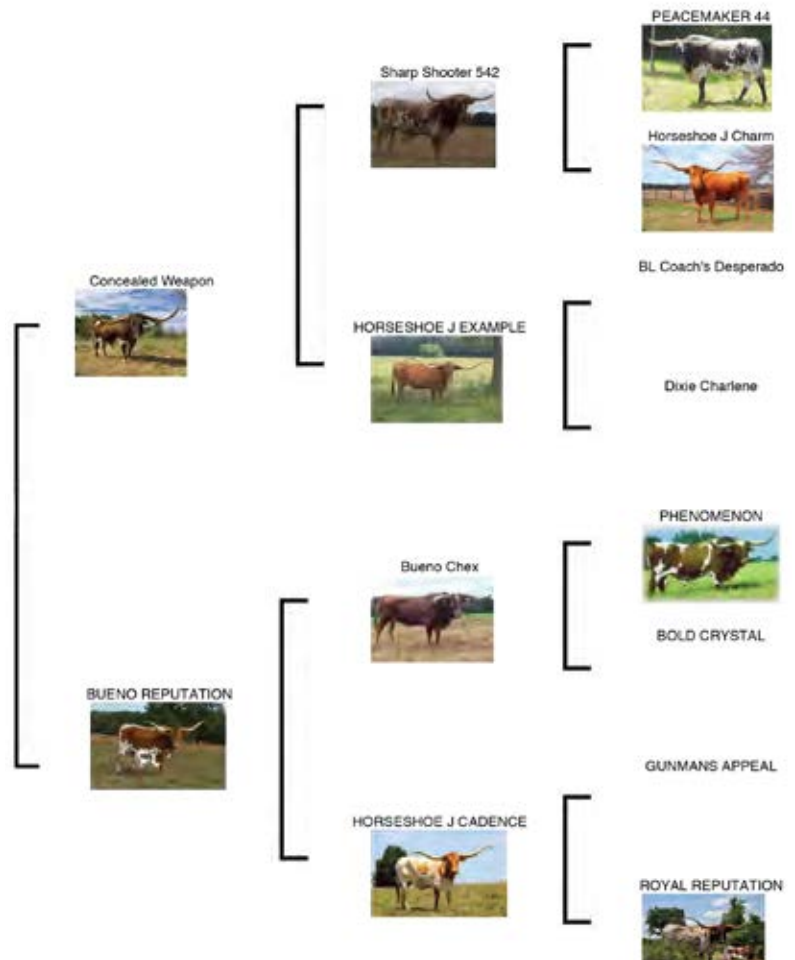 PEACEMAKER 44
Sharp Shooter 542
Horseshoe J Charm
BL Coach's Desperado
Concealed Weapon
HORSESHOE J EXAMPLE
Dixie Charlene
PHENOMENON
Bueno Chex
BOLD CRYSTAL
BUENO REPUTATION
GUNMANS APPEAL
HORSESHOE J CADENCE
ROYAL REPUTATION